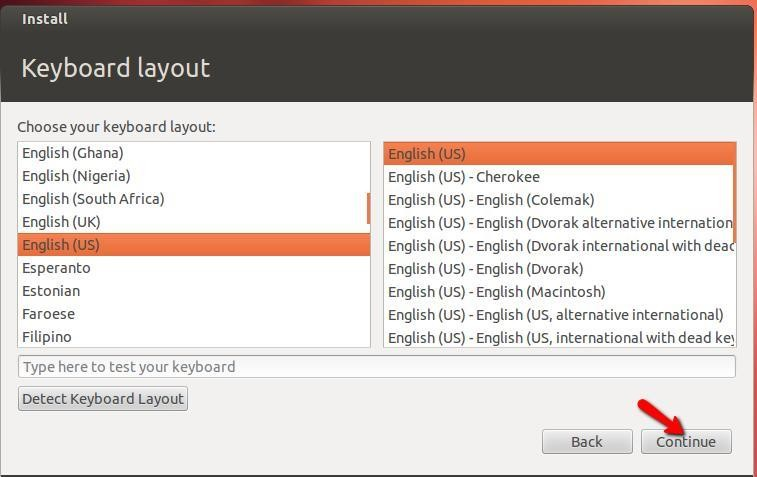 Install
Keyboard layout
Choose your keyboard layout:
English (Ghana)
English (Nigeria)
English (South Africa)
English (UK)
English (US)
Esperanto
Estonian
Faroese
Filipino
English (US)
English (US) - Cherokee
English (US) - English (Colemak)
English (US) - English (Dvorak alternative internation
English (US) - English (Dvorak international with dead
English (US) - English (Dvorak)
English (US) - English (Macintosh)
English (US) - English (US, alternative international)
English (US) - English (US, international with dead key
Type here to test your keyboard
Detect Keyboard Layout
Back
Continue